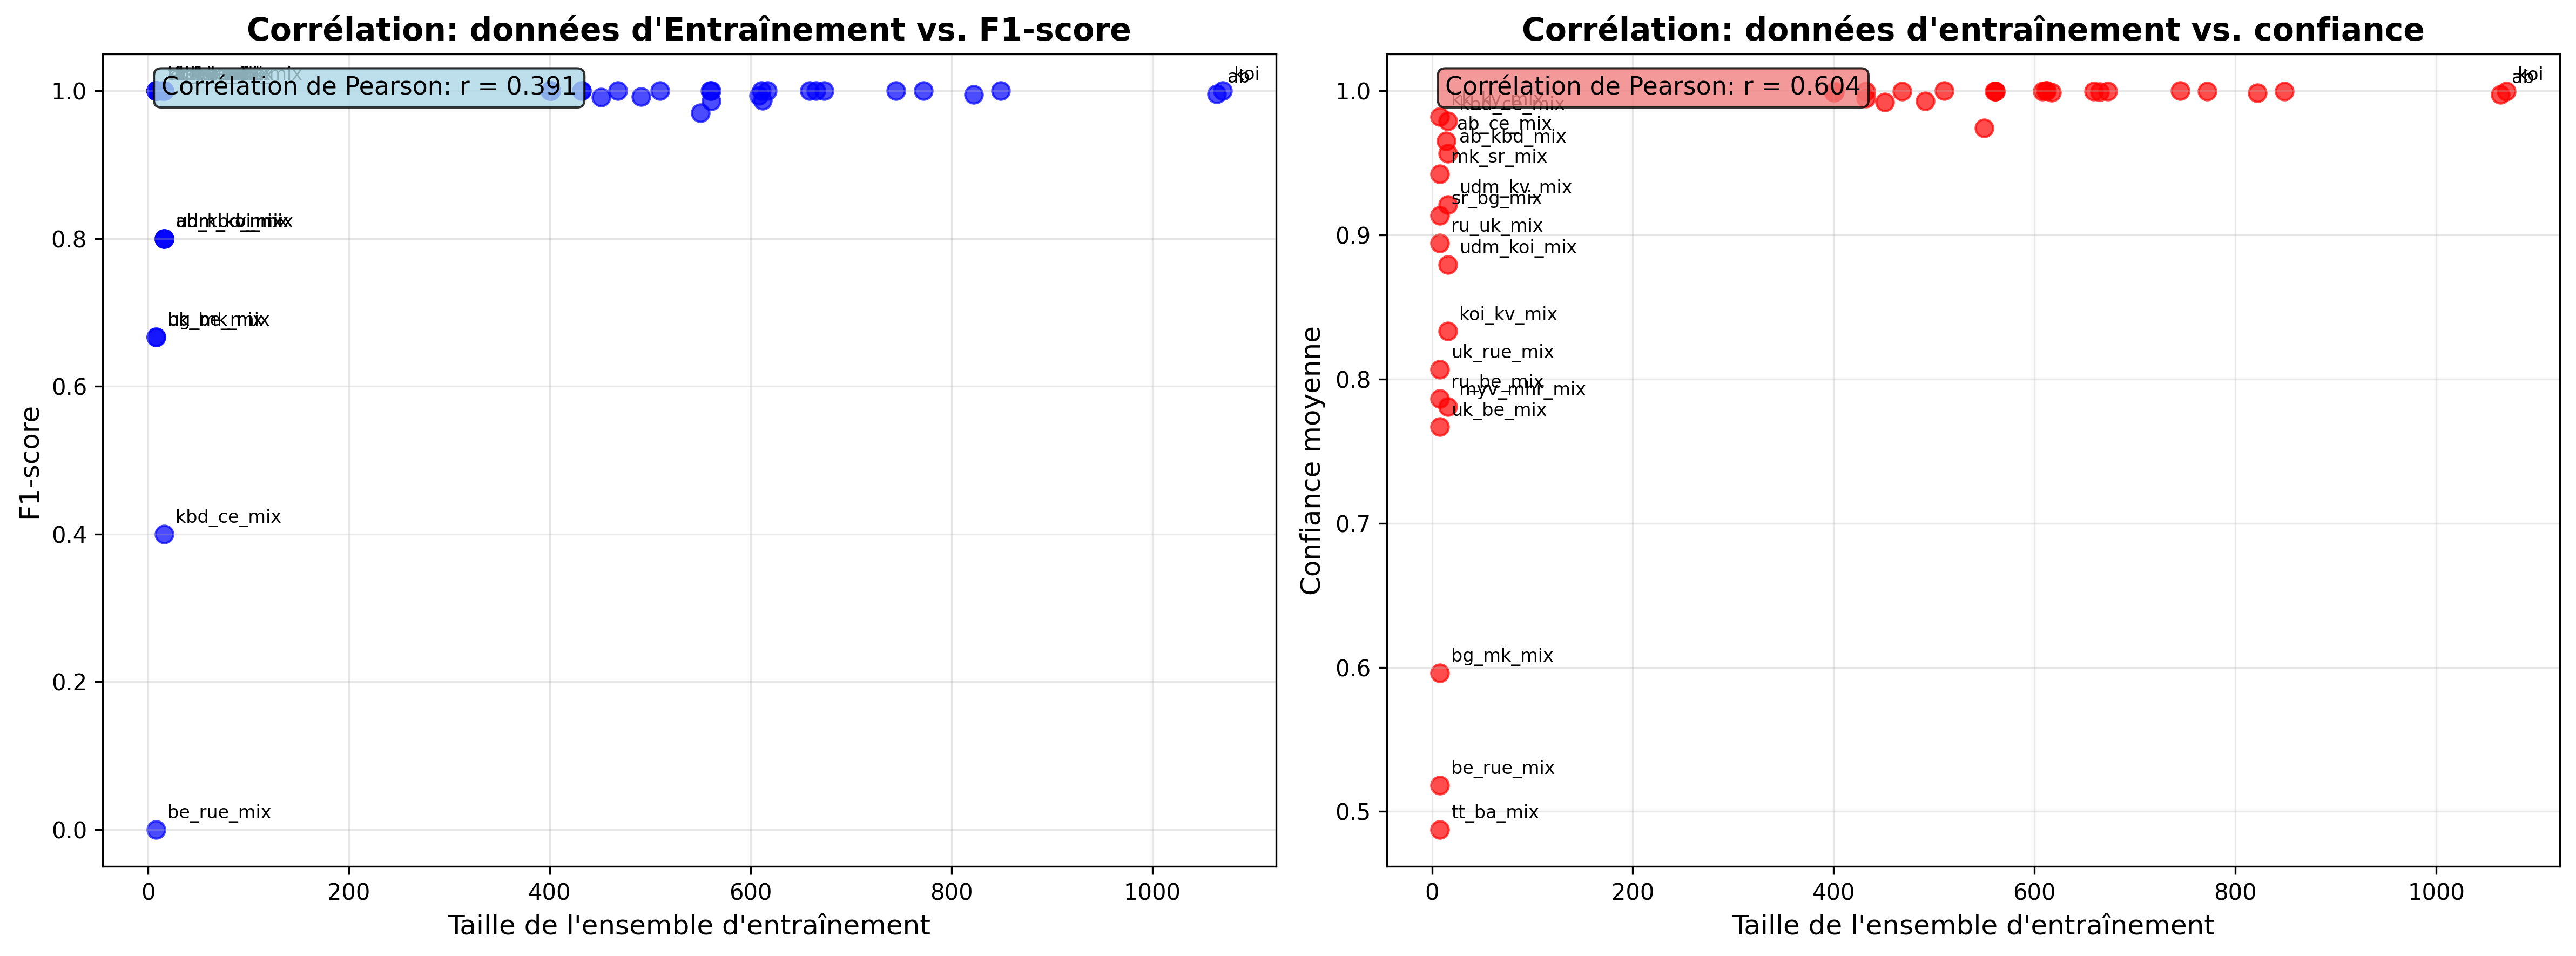 Corrélation: données d'Entraînement vs. F1-score
Corrélation de Pearson: r = 0.391
koi
ab
kbd_ce_mix
be_rue_mix
1.0
0.8
0.6
0.4
0.2
0.0
F1-score
0
200
400
600
800
1000
Taille de l'ensemble d'entraînement
Corrélation: données d'entraînement vs. confiance
Corrélation de Pearson: r = 0.604
koi
ab
kbd_ce_mix
ab_ce_mix
ab_kbd_mix
mk_sr_mix
udm_kv_mix
sr_bg_mix
ru_uk_mix
udm_koi_mix
koi_kv_mix
uk_rue_mix
ru_be_mix
myv_mhr_mix
uk_be_mix
bg_mk_mix
be_rue_mix
tt_ba_mix
1.0
0.9
0.8
0.7
0.6
0.5
Confiance moyenne
0
200
400
600
800
1000
Taille de l'ensemble d'entraînement